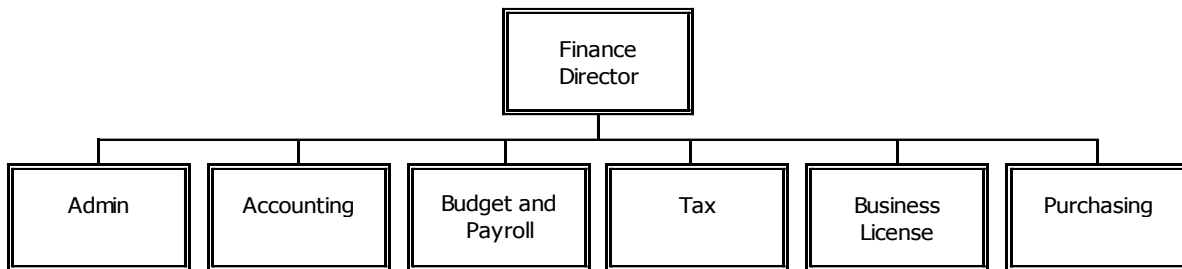 Finance
Director
Admin
Accounting
Budget and
Payroll
Tax
Business
License
Purchasing